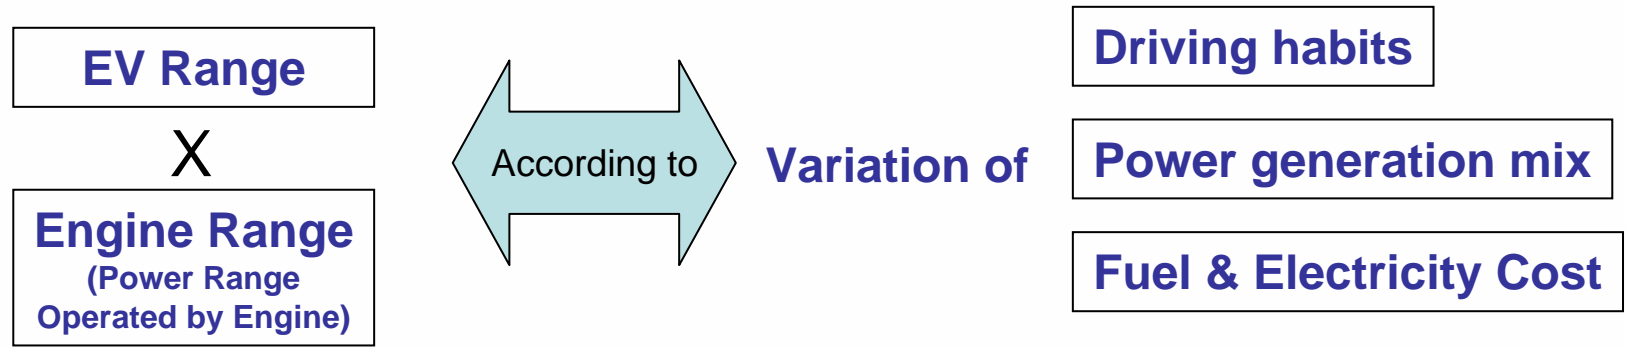 EV Range
X
Engine Range
(Power Range
Operated by Engine)
According to
Variation of
Driving habits
Power generation mix
Fuel & Electricity Cost